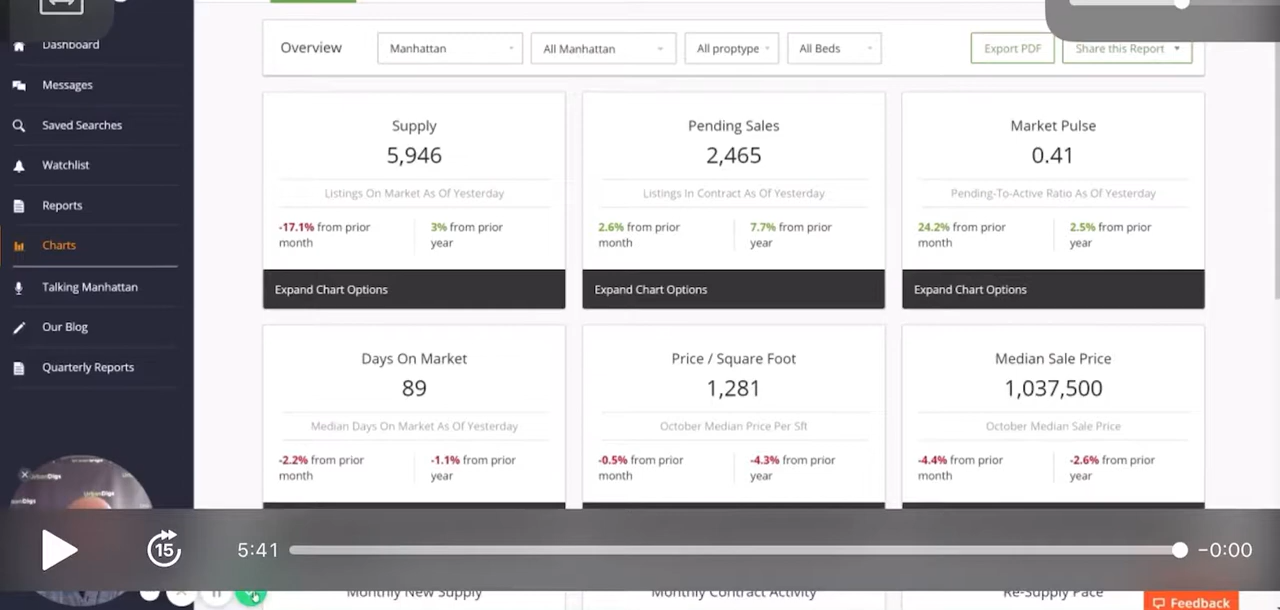 Dashboard
Messages
Saved Searches
Watchlist
Reports
Charts
Talking Manhattan
Our Blog
Quarterly Reports
Overview
Manhattan
All Manhattan
All proptype
All Beds
Export PDF
Share this Report
Supply
5,946
Listings On Market As Of Yesterday
-17.1% from prior
month
3% from prior
year
Expand Chart Options
Pending Sales
2,465
Listings In Contract As Of Yesterday
2.6% from prior
month
7.7% from prior
year
Expand Chart Options
Market Pulse
0.41
Pending-To-Active Ratio As Of Yesterday
24.2% from prior
month
2.5% from prior
year
Expand Chart Options
Days On Market
89
Median Days On Market As Of Yesterday
-2.2% from prior
month
-1.1% from prior
year
Price / Square Foot
1,281
October Median Price Per Sft
-0.5% from prior
month
-4.3% from prior
year
Median Sale Price
1,037,500
October Median Sale Price
-4.4% from prior
month
-2.6% from prior
year
UrbanDigs
15
5:41
-0:00
Monthly New Supply
Monthly Contract Activity
Re-Supply Pace
Feedback